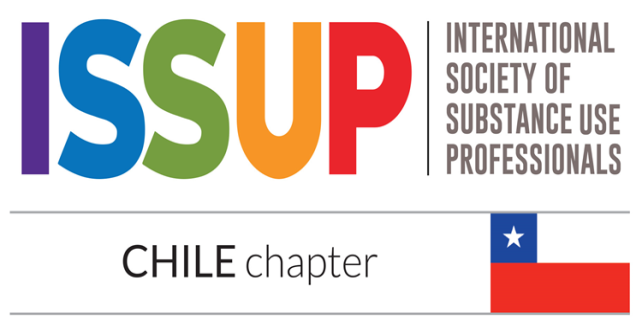 ISSUP
INTERNATIONAL
SOCIETY OF
SUBSTANCE USE
PROFESSIONALS
CHILE chapter